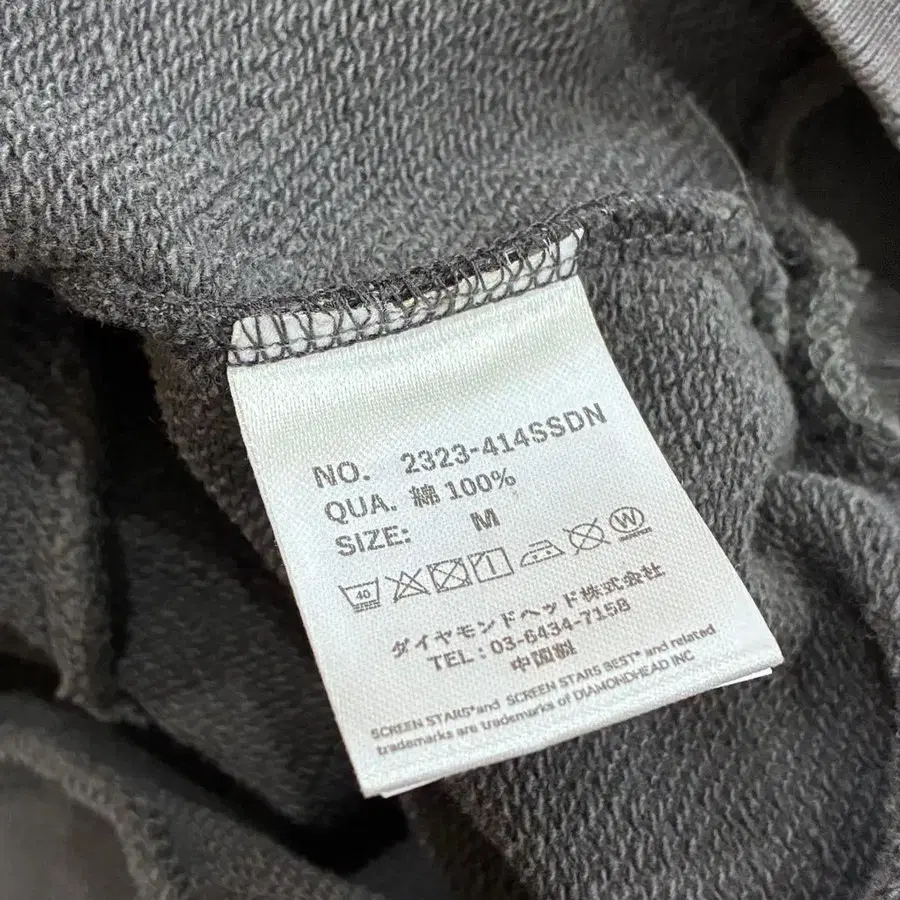 NO. 2323-414SSDN
QUA. 綿 100%
SIZE: M
40 W
ダイヤモンドヘッド株式会社
TEL : 03-6434-7158
中国製
SCREEN STARS® and SCREEN STARS BEST® and related
trademarks are trademarks of DIAMONDHEAD INC